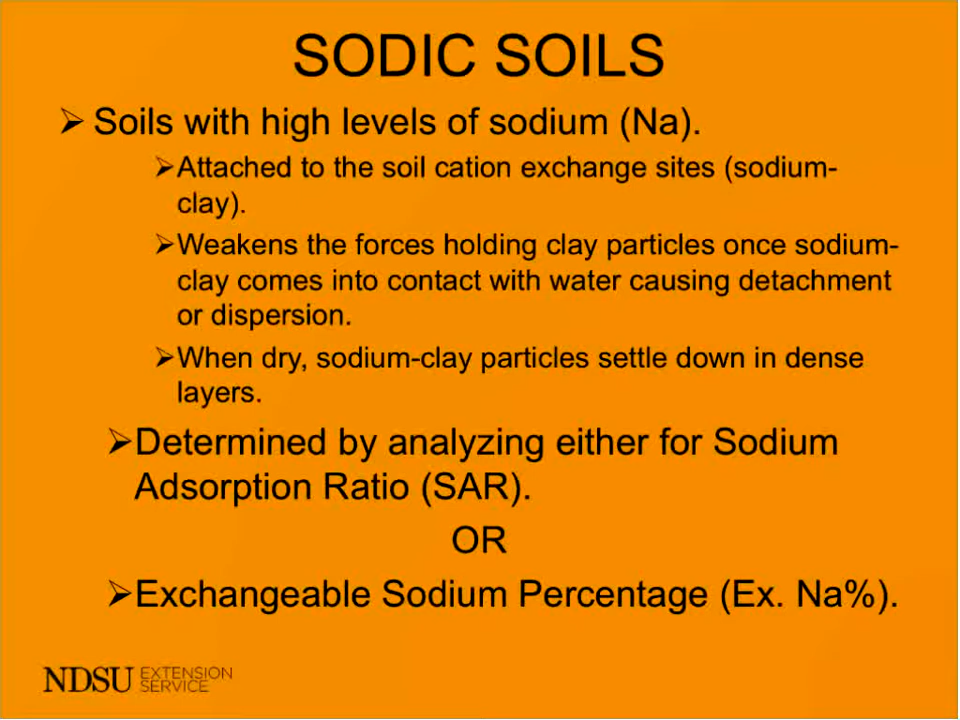 SODIC SOILS
➢ Soils with high levels of sodium (Na).
➢Attached to the soil cation exchange sites (sodium-
clay).
➢Weakens the forces holding clay particles once sodium-
clay comes into contact with water causing detachment
or dispersion.
➢When dry, sodium-clay particles settle down in dense
layers.
➢Determined by analyzing either for Sodium
Adsorption Ratio (SAR).
OR
➢Exchangeable Sodium Percentage (Ex. Na%).
NDSU EXTENSION
SERVICE